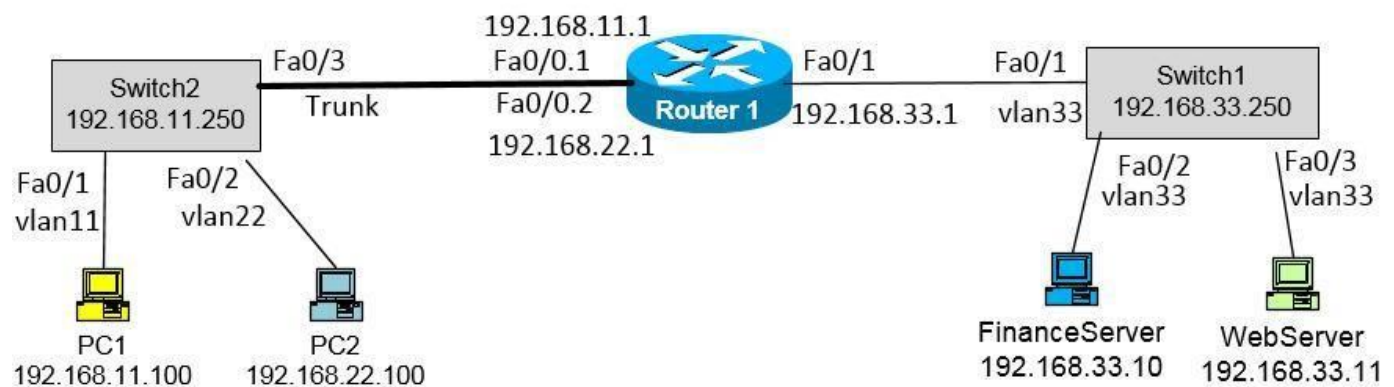 192.168.11.1
Fa0/3
Fa0/0.1
Fa0/1
Fa0/1
Switch2
192.168.11.250
Trunk
Fa0/0.2
Router 1
192.168.22.1
192.168.33.1
vlan33
Switch1
192.168.33.250
Fa0/1
vlan11
Fa0/2
vlan22
Fa0/2
vlan33
Fa0/3
vlan33
PC1
192.168.11.100
PC2
192.168.22.100
FinanceServer
192.168.33.10
WebServer
192.168.33.11